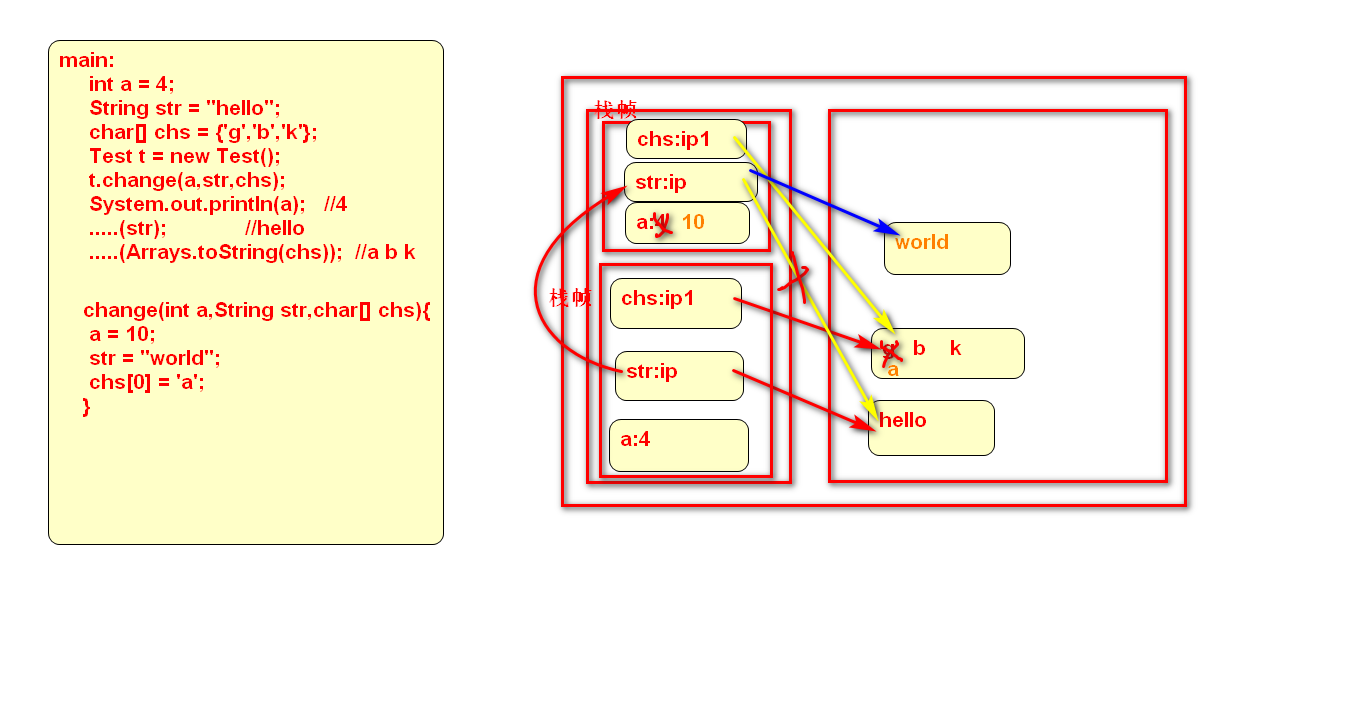 main:
int a = 4;
String str = "hello";
char[] chs = {'g','b','k'};
Test t = new Test();
t.change(a,str,chs);
System.out.println(a);   //4
.....(str);             //hello
.....(Arrays.toString(chs));  //a b k
change(int a,String str,char[] chs){
a = 10;
str = "world";
chs[0] = 'a';
}
栈帧
chs:ip1
str:ip
a:4 10
栈帧
chs:ip1
str:ip
a:4
world
g b k
a
hello